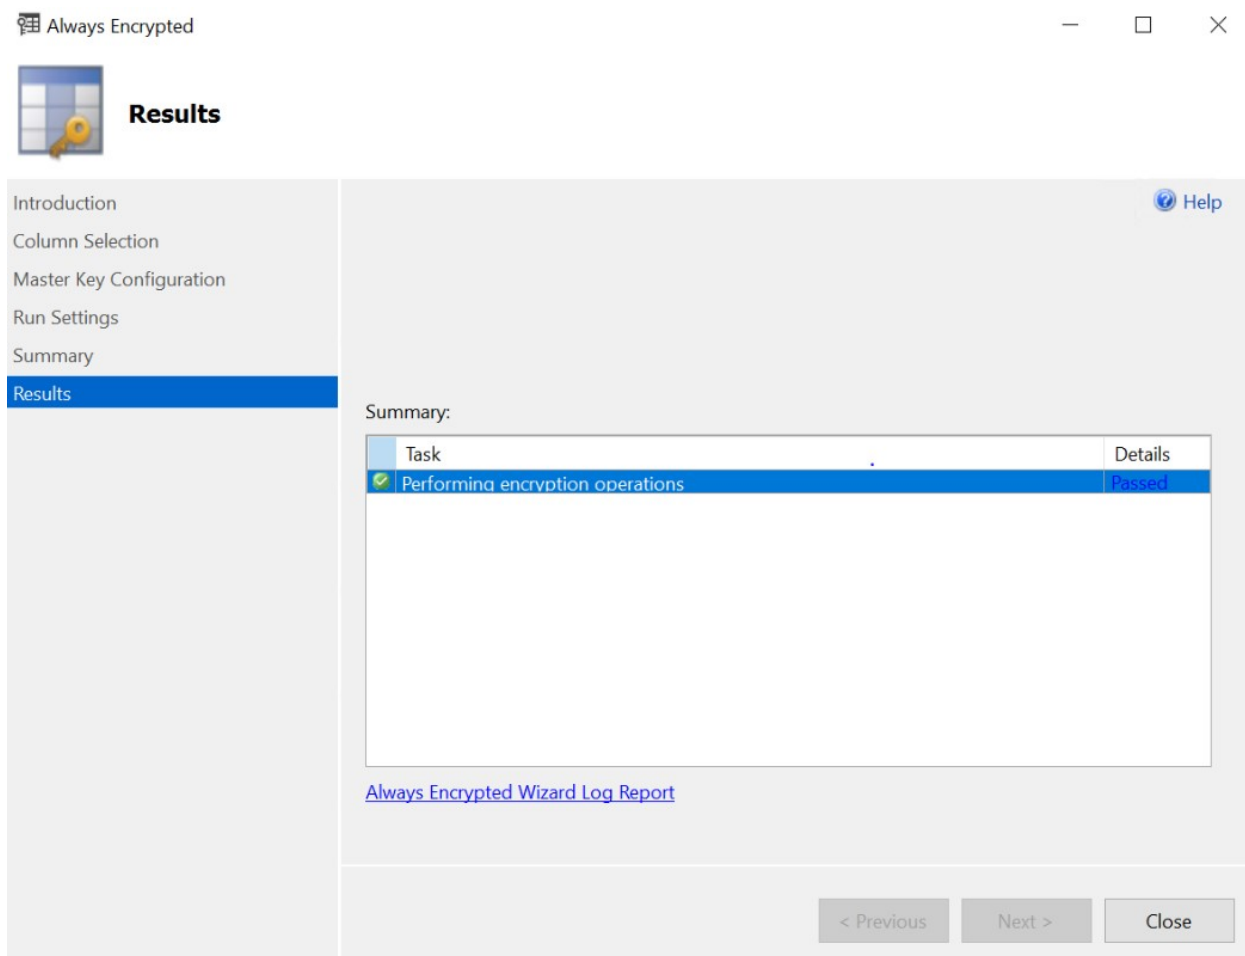 Always Encrypted
Results
Introduction
Column Selection
Master Key Configuration
Run Settings
Summary
Results
Help
Summary:
Task Details
Performing encryption operations Passed
Always Encrypted Wizard Log Report
< Previous Next > Close